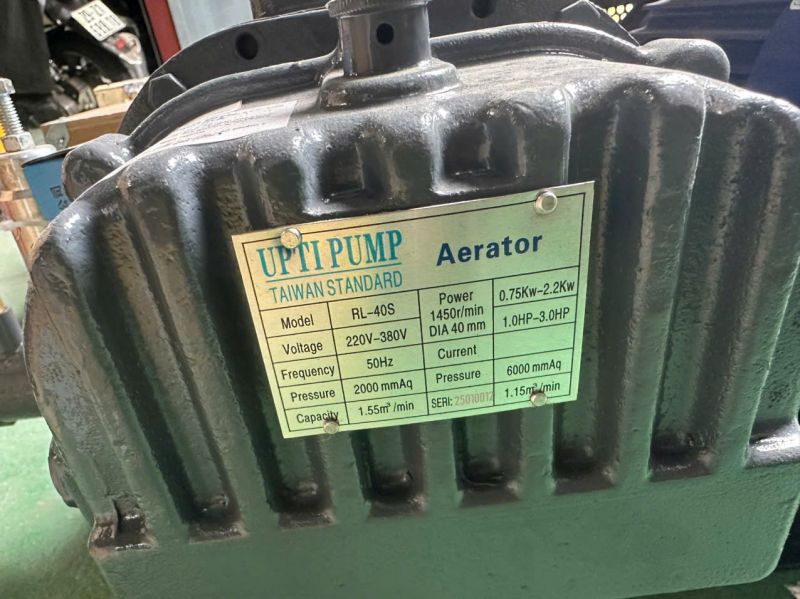 UPTI PUMP Aerator
TAIWAN STANDARD
Model RL-40S Power 1450r/min DIA 40 mm 0.75Kw-2.2Kw 1.0HP-3.0HP
Voltage 220V-380V
Frequency 50Hz Current
Pressure 2000 mmAq Pressure 6000 mmAq
Capacity 1.55m³/min SERI: 25010012 1.15m³/min